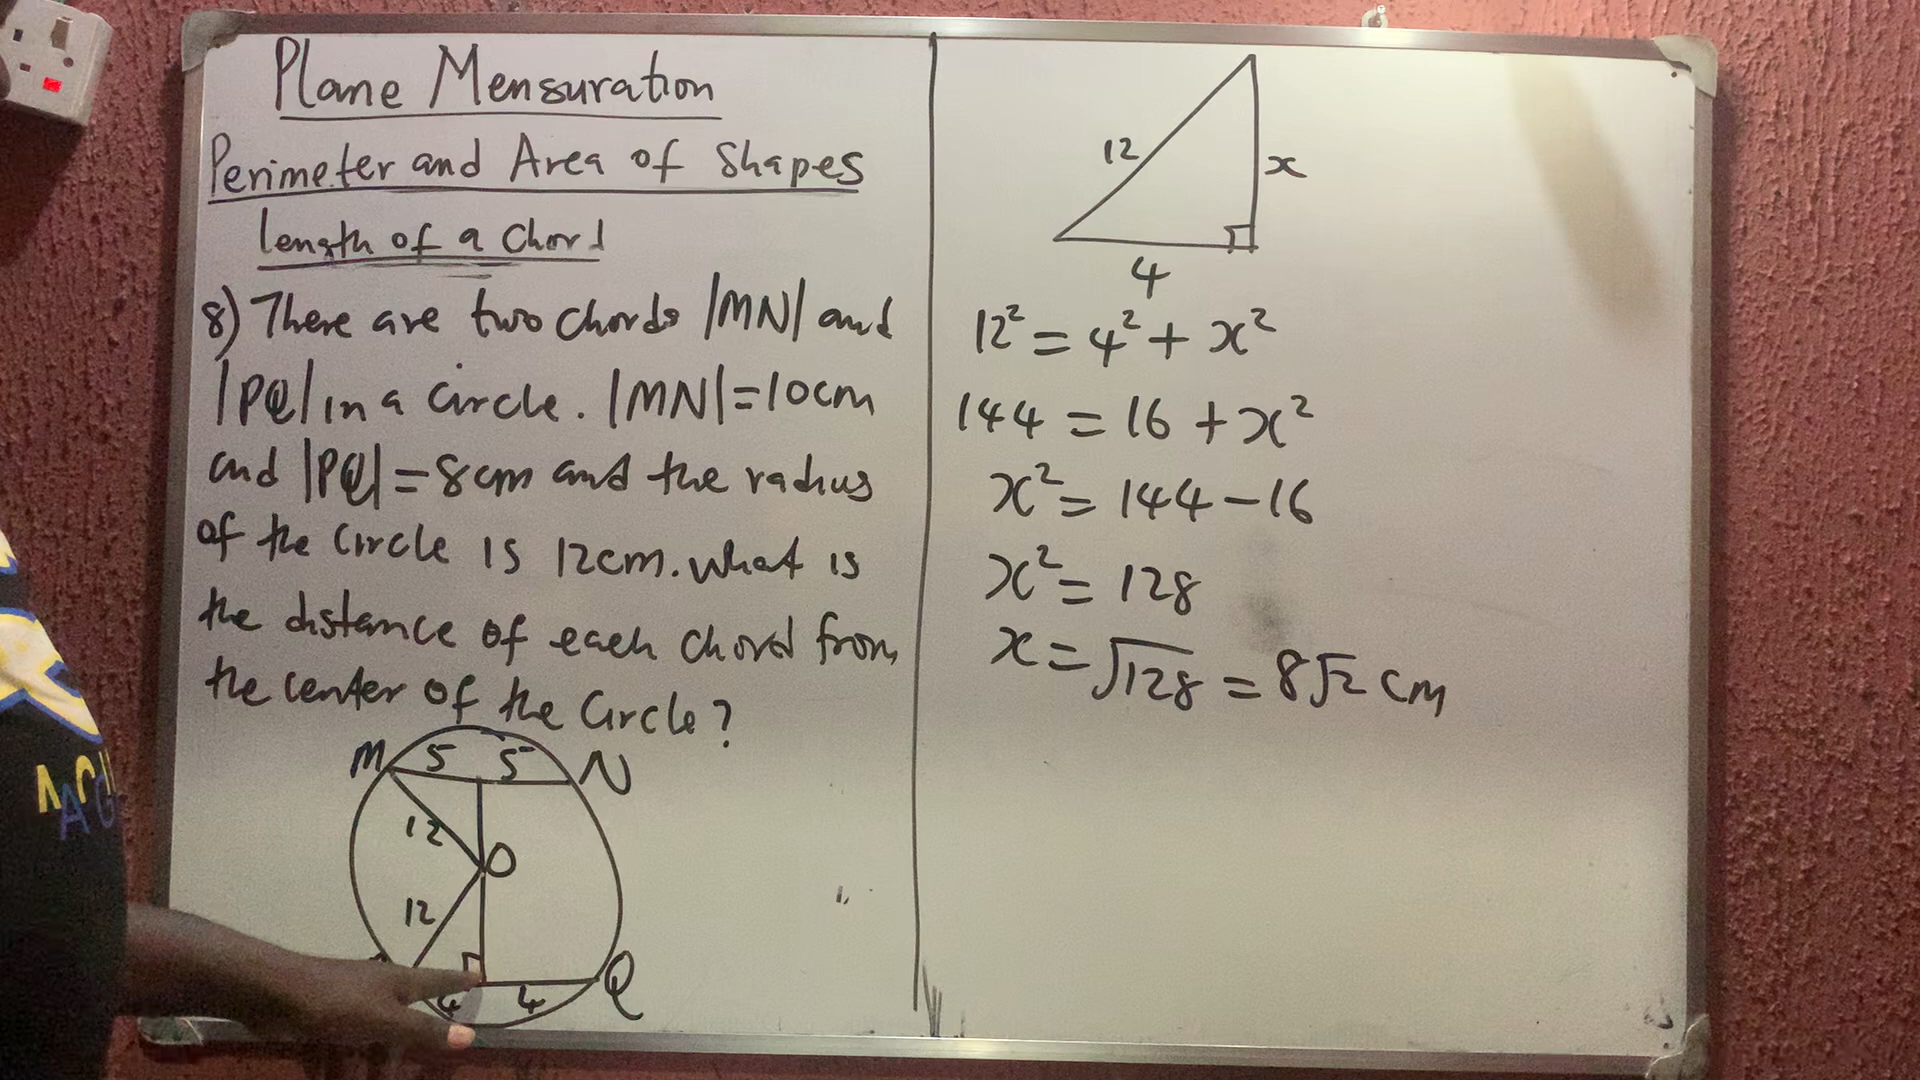 Plane Mensuration
Perimeter and Area of Shapes
length of a Chord
8) There are two chords |MN| and
|PQ| in a Circle. |MN|=10cm
and |PQ|=8cm and the radius
of the Circle is 12cm. what is
the distance of each chord from
the center of the Circle?
M 5 5 N
12
O
12
Q
4 4
12
x
4
12² = 4² + x²
144 = 16 + x²
x² = 144 - 16
x² = 128
x = √128 = 8√2 cm